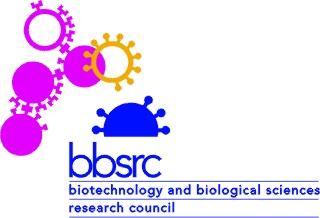 bbsrc
biotechnology and biological sciences
research council